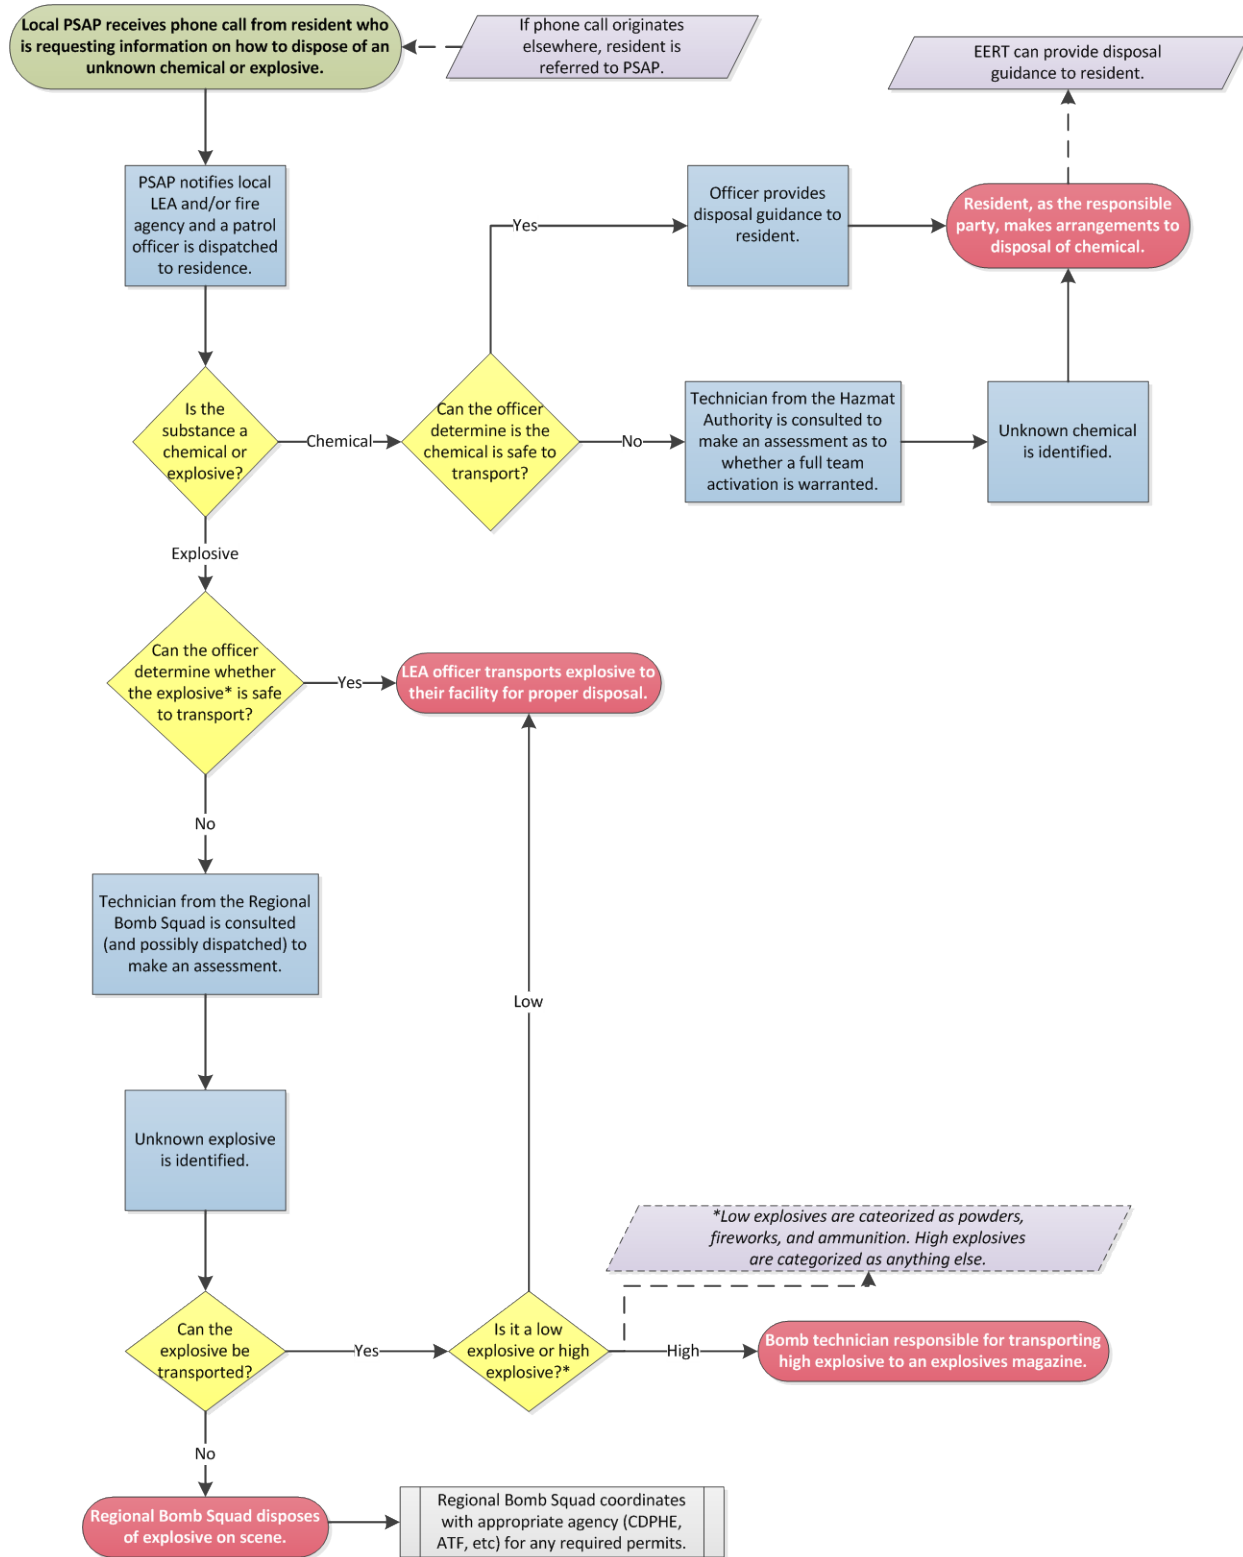 Local PSAP receives phone call from resident who
is requesting information on how to dispose of an
unknown chemical or explosive.
If phone call originates
elsewhere, resident is
referred to PSAP.
EERT can provide disposal
guidance to resident.
PSAP notifies local
LEA and/or fire
agency and a patrol
officer is dispatched
to residence.
Officer provides
disposal guidance to
resident.
Resident, as the responsible
party, makes arrangements to
disposal of chemical.
Yes
Is the
substance a
chemical or
explosive?
Chemical
Can the officer
determine is the
chemical is safe to
transport?
No
Technician from the Hazmat
Authority is consulted to
make an assessment as to
whether a full team
activation is warranted.
Unknown chemical
is identified.
Explosive
Can the officer
determine whether
the explosive* is safe
to transport?
Yes
LEA officer transports explosive to
their facility for proper disposal.
No
Technician from the Regional
Bomb Squad is consulted
(and possibly dispatched) to
make an assessment.
Low
Unknown explosive
is identified.
*Low explosives are cateorized as powders,
fireworks, and ammunition. High explosives
are categorized as anything else.
Can the
explosive be
transported?
Yes
Is it a low
explosive or high
explosive?*
High
Bomb technician responsible for transporting
high explosive to an explosives magazine.
No
Regional Bomb Squad disposes
of explosive on scene.
Regional Bomb Squad coordinates
with appropriate agency (CDPHE,
ATF, etc) for any required permits.